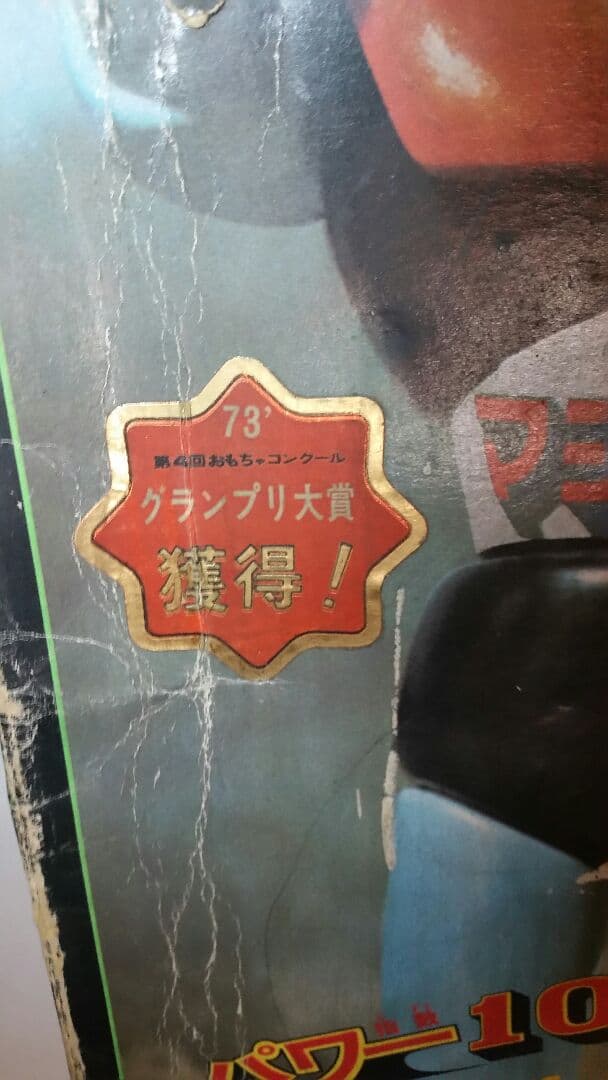 73'
第4回おもちゃコンクール
グランプリ大賞
獲得!
マミ
パワー10